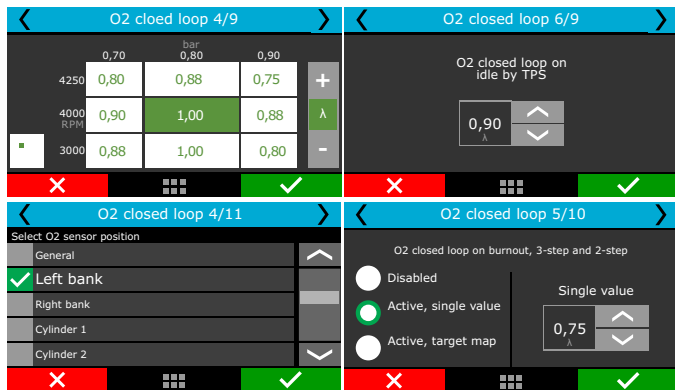 O2 cloed loop 4/9
bar
0,70 0,80 0,90
4250 0,80 0,88 0,75 +
4000 0,90 1,00 0,88 λ
RPM
3000 0,88 1,00 0,80 -
O2 closed loop 6/9
O2 closed loop on
idle by TPS
0,90
λ
O2 closed loop 4/11
Select O2 sensor position
General
Left bank
Right bank
Cylinder 1
Cylinder 2
O2 closed loop 5/10
O2 closed loop on burnout, 3-step and 2-step
Disabled
Active, single value
Active, target map
Single value
0,75
λ